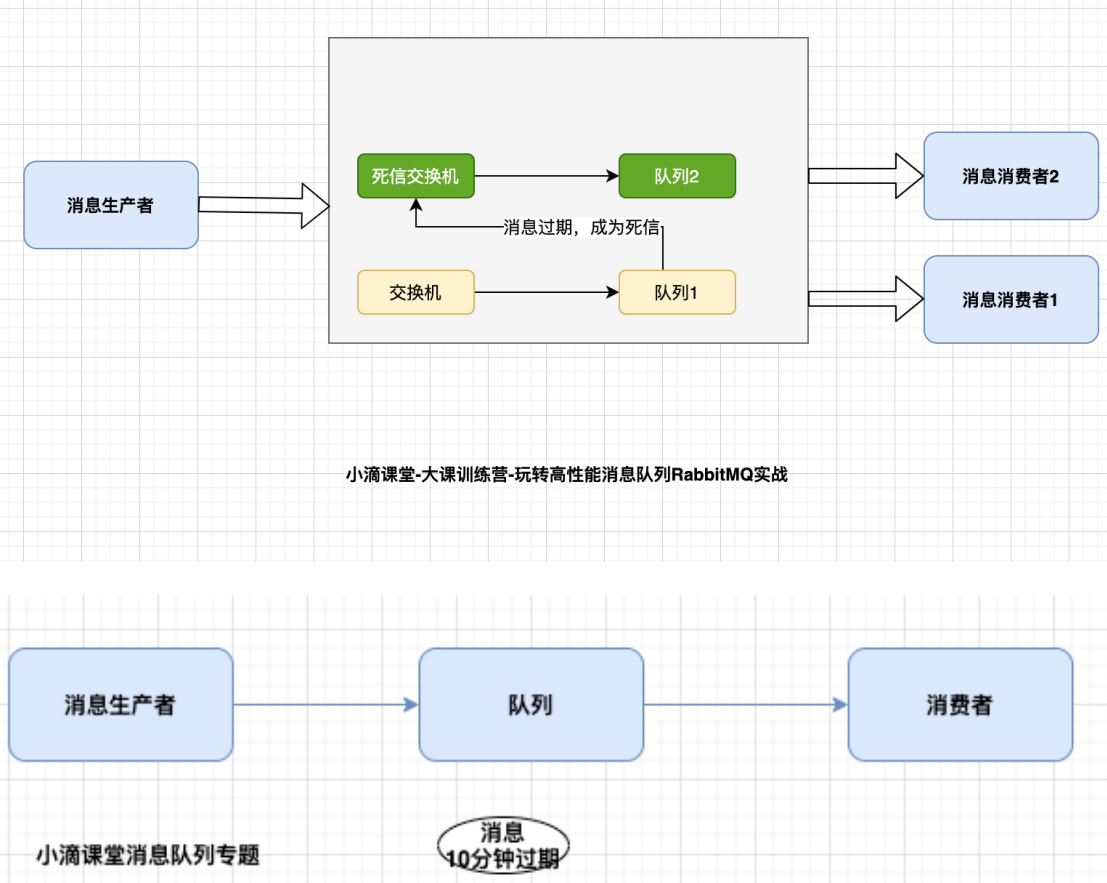 消息生产者
死信交换机
队列2
消息过期，成为死信
交换机
队列1
消息消费者2
消息消费者1
小滴课堂-大课训练营-玩转高性能消息队列RabbitMQ实战
消息生产者
队列
消费者
小滴课堂消息队列专题
消息
10分钟过期